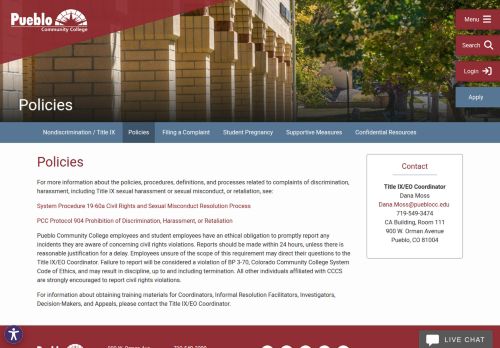 Pueblo
Community College
Menu
Search
Login
Apply
Policies
Nondiscrimination / Title IX
Policies
Filing a Complaint
Student Pregnancy
Supportive Measures
Confidential Resources
Policies
For more information about the policies, procedures, definitions, and processes related to complaints of discrimination,
harassment, including Title IX sexual harassment or sexual misconduct, or retaliation, see:
System Procedure 19-60a Civil Rights and Sexual Misconduct Resolution Process
PCC Protocol 904 Prohibition of Discrimination, Harassment, or Retaliation
Pueblo Community College employees and student employees have an ethical obligation to promptly report any
incidents they are aware of concerning civil rights violations. Reports should be made within 24 hours, unless there is
reasonable justification for a delay. Employees unsure of the scope of this requirement may direct their questions to the
Title IX/EO Coordinator. Failure to report will be considered a violation of BP 3-70, Colorado Community College System
Code of Ethics, and may result in discipline, up to and including termination. All other individuals affiliated with CCCS
are strongly encouraged to report civil rights violations.
For information about obtaining training materials for Coordinators, Informal Resolution Facilitators, Investigators,
Decision-Makers, and Appeals, please contact the Title IX/EO Coordinator.
Contact
Title IX/EO Coordinator
Dana Moss
Dana.Moss@pueblocc.edu
719-549-3474
CA Building, Room 111
900 W. Orman Avenue
Pueblo, CO 81004
Pueblo
LIVE CHAT